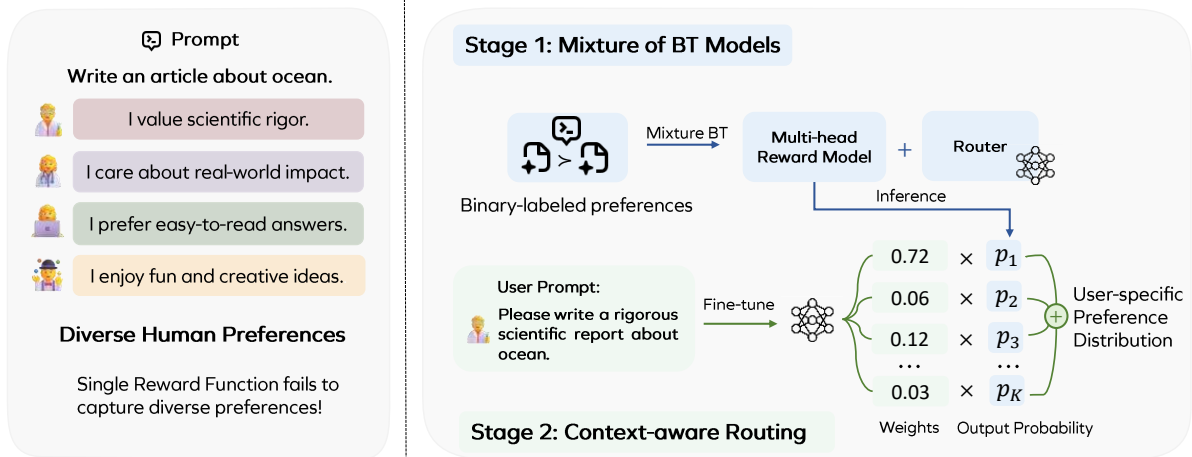 Prompt
Write an article about ocean.
I value scientific rigor.
I care about real-world impact.
I prefer easy-to-read answers.
I enjoy fun and creative ideas.
Diverse Human Preferences
Single Reward Function fails to
capture diverse preferences!
Stage 1: Mixture of BT Models
Binary-labeled preferences
Mixture BT
Multi-head
Reward Model
+
Router
Inference
User Prompt:
Please write a rigorous
scientific report about
ocean.
Fine-tune
0.72 × p₁
0.06 × p₂
0.12 × p₃
... ...
0.03 × p_K
Weights
Output Probability
+
User-specific
Preference
Distribution
Stage 2: Context-aware Routing